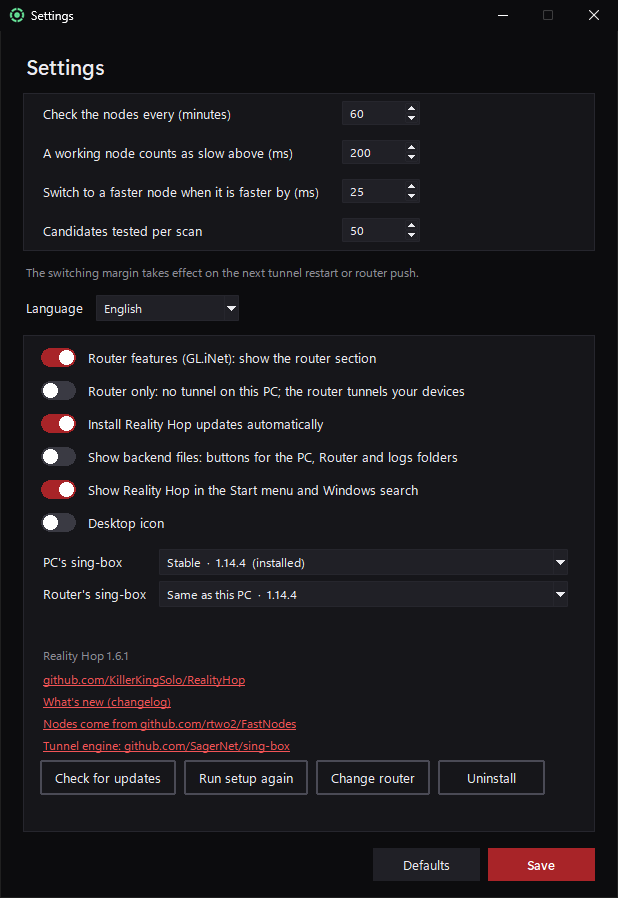 Settings
Settings
Check the nodes every (minutes) 60
A working node counts as slow above (ms) 200
Switch to a faster node when it is faster by (ms) 25
Candidates tested per scan 50
The switching margin takes effect on the next tunnel restart or router push.
Language English
Router features (GL.iNet): show the router section
Router only: no tunnel on this PC; the router tunnels your devices
Install Reality Hop updates automatically
Show backend files: buttons for the PC, Router and logs folders
Show Reality Hop in the Start menu and Windows search
Desktop icon
PC's sing-box Stable · 1.14.4 (installed)
Router's sing-box Same as this PC · 1.14.4
Reality Hop 1.6.1
github.com/KillerKingSolo/RealityHop
What's new (changelog)
Nodes come from github.com/rtwo2/FastNodes
Tunnel engine: github.com/SagerNet/sing-box
Check for updates Run setup again Change router Uninstall
Defaults Save